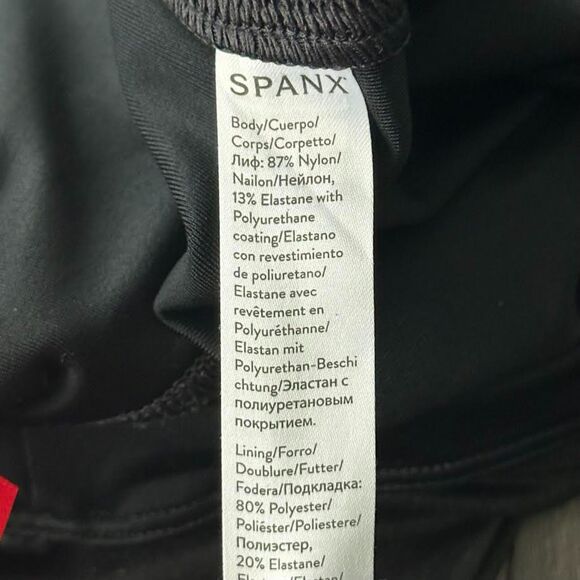 SPANX
Body/Cuerpo/
Corps/Corpetto/
Лиф: 87% Nylon/
Nailon/Нейлон,
13% Elastane with
Polyurethane
coating/Elastano
con revestimiento
de poliuretano/
Elastane avec
revêtement en
Polyuréthanne/
Elastan mit
Polyurethan-Beschi
chtung/Эластан с
полиуретановым
покрытием.
Lining/Forro/
Doublure/Futter/
Fodera/Подкладка:
80% Polyester/
Poliéster/Poliestere/
Полиэстер,
20% Elastane/